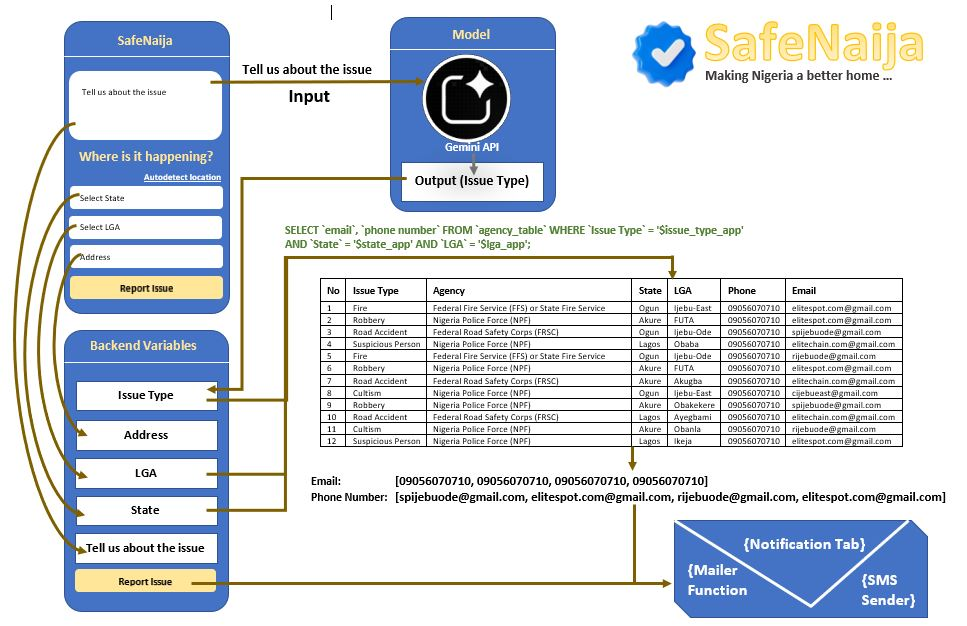 SafeNaija
Tell us about the issue
Where is it happening?
Autodetect location
Select State
Select LGA
Address
Report Issue
Tell us about the issue
Input
Model
Gemini API
Output (Issue Type)
SafeNaija
Making Nigeria a better home ...
SELECT `email`, `phone number` FROM `agency_table` WHERE `Issue Type` = '$issue_type_app'
AND `State` = '$state_app' AND `LGA` = '$lga_app';
No Issue Type Agency State LGA Phone Email
1 Fire Federal Fire Service (FFS) or State Fire Service Ogun Ijebu-East 09056070710 elitespot.com@gmail.com
2 Robbery Nigeria Police Force (NPF) Akure FUTA 09056070710 elitespot.com@gmail.com
3 Road Accident Federal Road Safety Corps (FRSC) Ogun Ijebu-Ode 09056070710 spijebuode@gmail.com
4 Suspicious Person Nigeria Police Force (NPF) Lagos Obaba 09056070710 elitechain.com@gmail.com
5 Fire Federal Fire Service (FFS) or State Fire Service Ogun Ijebu-Ode 09056070710 rijebuode@gmail.com
6 Robbery Nigeria Police Force (NPF) Akure FUTA 09056070710 elitespot.com@gmail.com
7 Road Accident Federal Road Safety Corps (FRSC) Akure Akugba 09056070710 elitechain.com@gmail.com
8 Cultism Nigeria Police Force (NPF) Ogun Ijebu-East 09056070710 cijebueast@gmail.com
9 Robbery Nigeria Police Force (NPF) Akure Obakekere 09056070710 spijebuode@gmail.com
10 Road Accident Federal Road Safety Corps (FRSC) Lagos Ayegbami 09056070710 elitechain.com@gmail.com
11 Cultism Nigeria Police Force (NPF) Akure Obanla 09056070710 rijebuode@gmail.com
12 Suspicious Person Nigeria Police Force (NPF) Lagos Ikeja 09056070710 elitespot.com@gmail.com
Backend Variables
Issue Type
Address
LGA
State
Tell us about the issue
Report Issue
Email: [09056070710, 09056070710, 09056070710, 09056070710]
Phone Number: [spijebuode@gmail.com, elitespot.com@gmail.com, rijebuode@gmail.com, elitespot.com@gmail.com]
{Notification Tab}
{Mailer
Function}
{SMS
Sender}